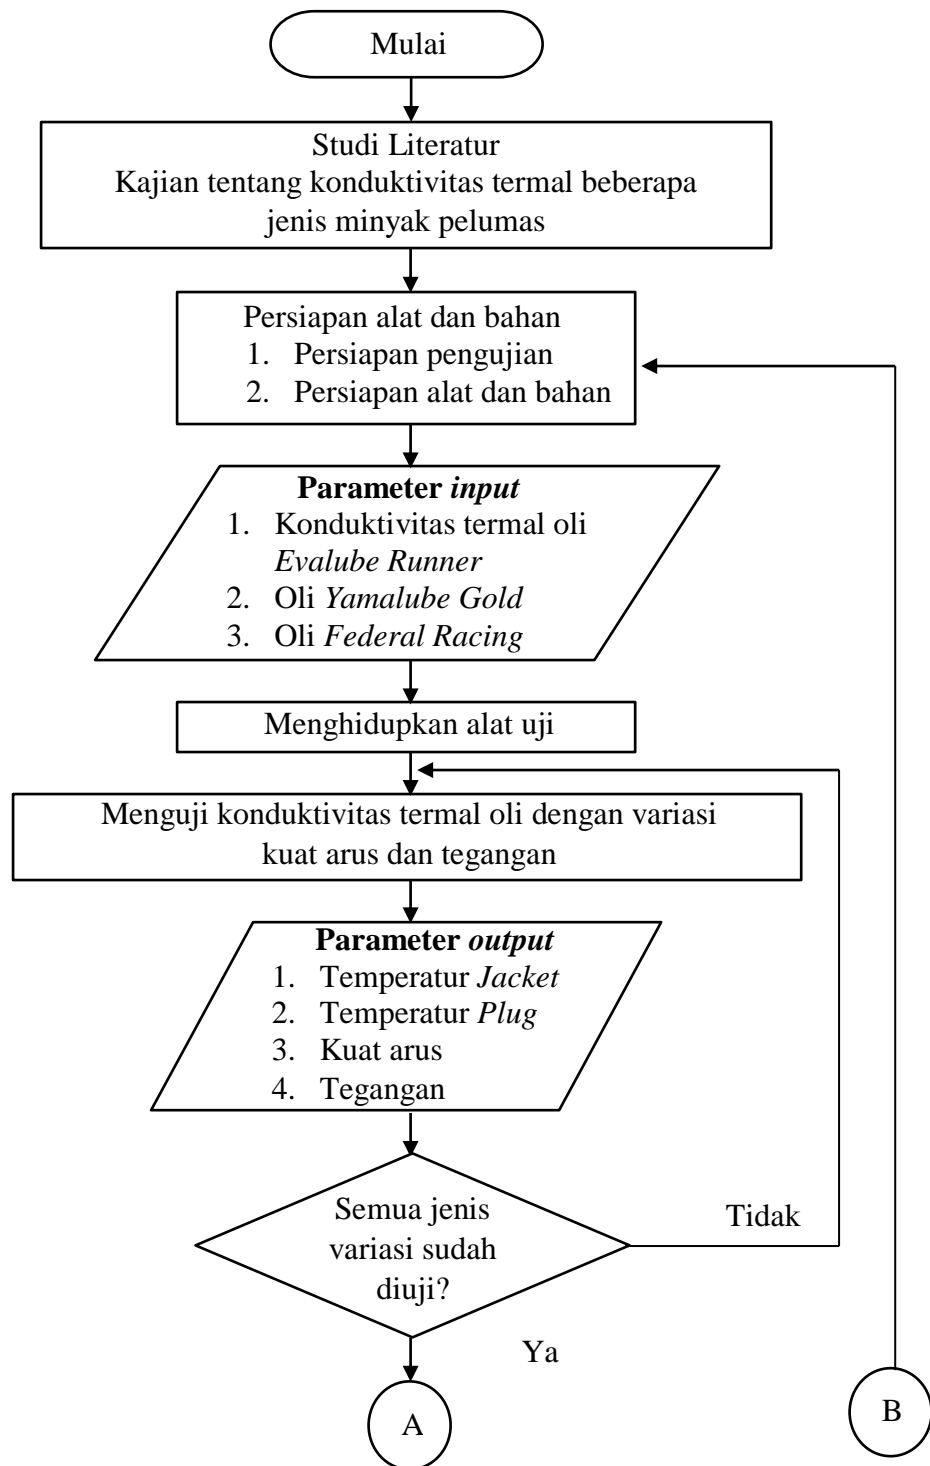 Mulai
Studi Literatur
Kajian tentang konduktivitas termal beberapa
jenis minyak pelumas
Persiapan alat dan bahan
1. Persiapan pengujian
2. Persiapan alat dan bahan
Parameter input
1. Konduktivitas termal oli
Evalube Runner
2. Oli Yamalube Gold
3. Oli Federal Racing
Menghidupkan alat uji
Menguji konduktivitas termal oli dengan variasi
kuat arus dan tegangan
Parameter output
1. Temperatur Jacket
2. Temperatur Plug
3. Kuat arus
4. Tegangan
Semua jenis
variasi sudah
diuji?
Tidak
Ya
A
B